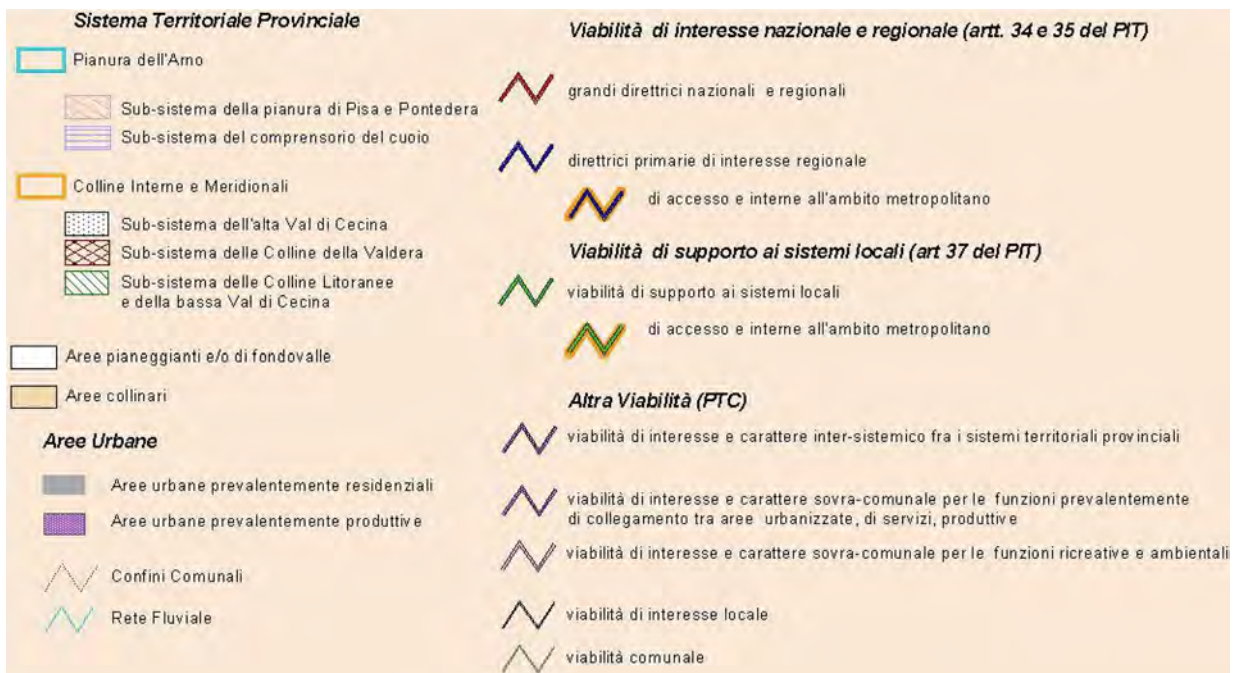 Sistema Territoriale Provinciale
Pianura dell'Arno
Sub-sistema della pianura di Pisa e Pontedera
Sub-sistema del comprensorio del cuoio
Colline Interne e Meridionali
Sub-sistema dell'alta Val di Cecina
Sub-sistema delle Colline della Valdera
Sub-sistema delle Colline Litoranee
e della bassa Val di Cecina
Aree pianeggianti e/o di fondovalle
Aree collinari
Aree Urbane
Aree urbane prevalentemente residenziali
Aree urbane prevalentemente produttive
Confini Comunali
Rete Fluviale
Viabilità di interesse nazionale e regionale (artt. 34 e 35 del PIT)
grandi direttrici nazionali e regionali
direttrici primarie di interesse regionale
di accesso e interne all'ambito metropolitano
Viabilità di supporto ai sistemi locali (art 37 del PIT)
viabilità di supporto ai sistemi locali
di accesso e interne all'ambito metropolitano
Altra Viabilità (PTC)
viabilità di interesse e carattere inter-sistemico fra i sistemi territoriali provinciali
viabilità di interesse e carattere sovra-comunale per le funzioni prevalentemente
di collegamento tra aree urbanizzate, di servizi, produttive
viabilità di interesse e carattere sovra-comunale per le funzioni ricreative e ambientali
viabilità di interesse locale
viabilità comunale